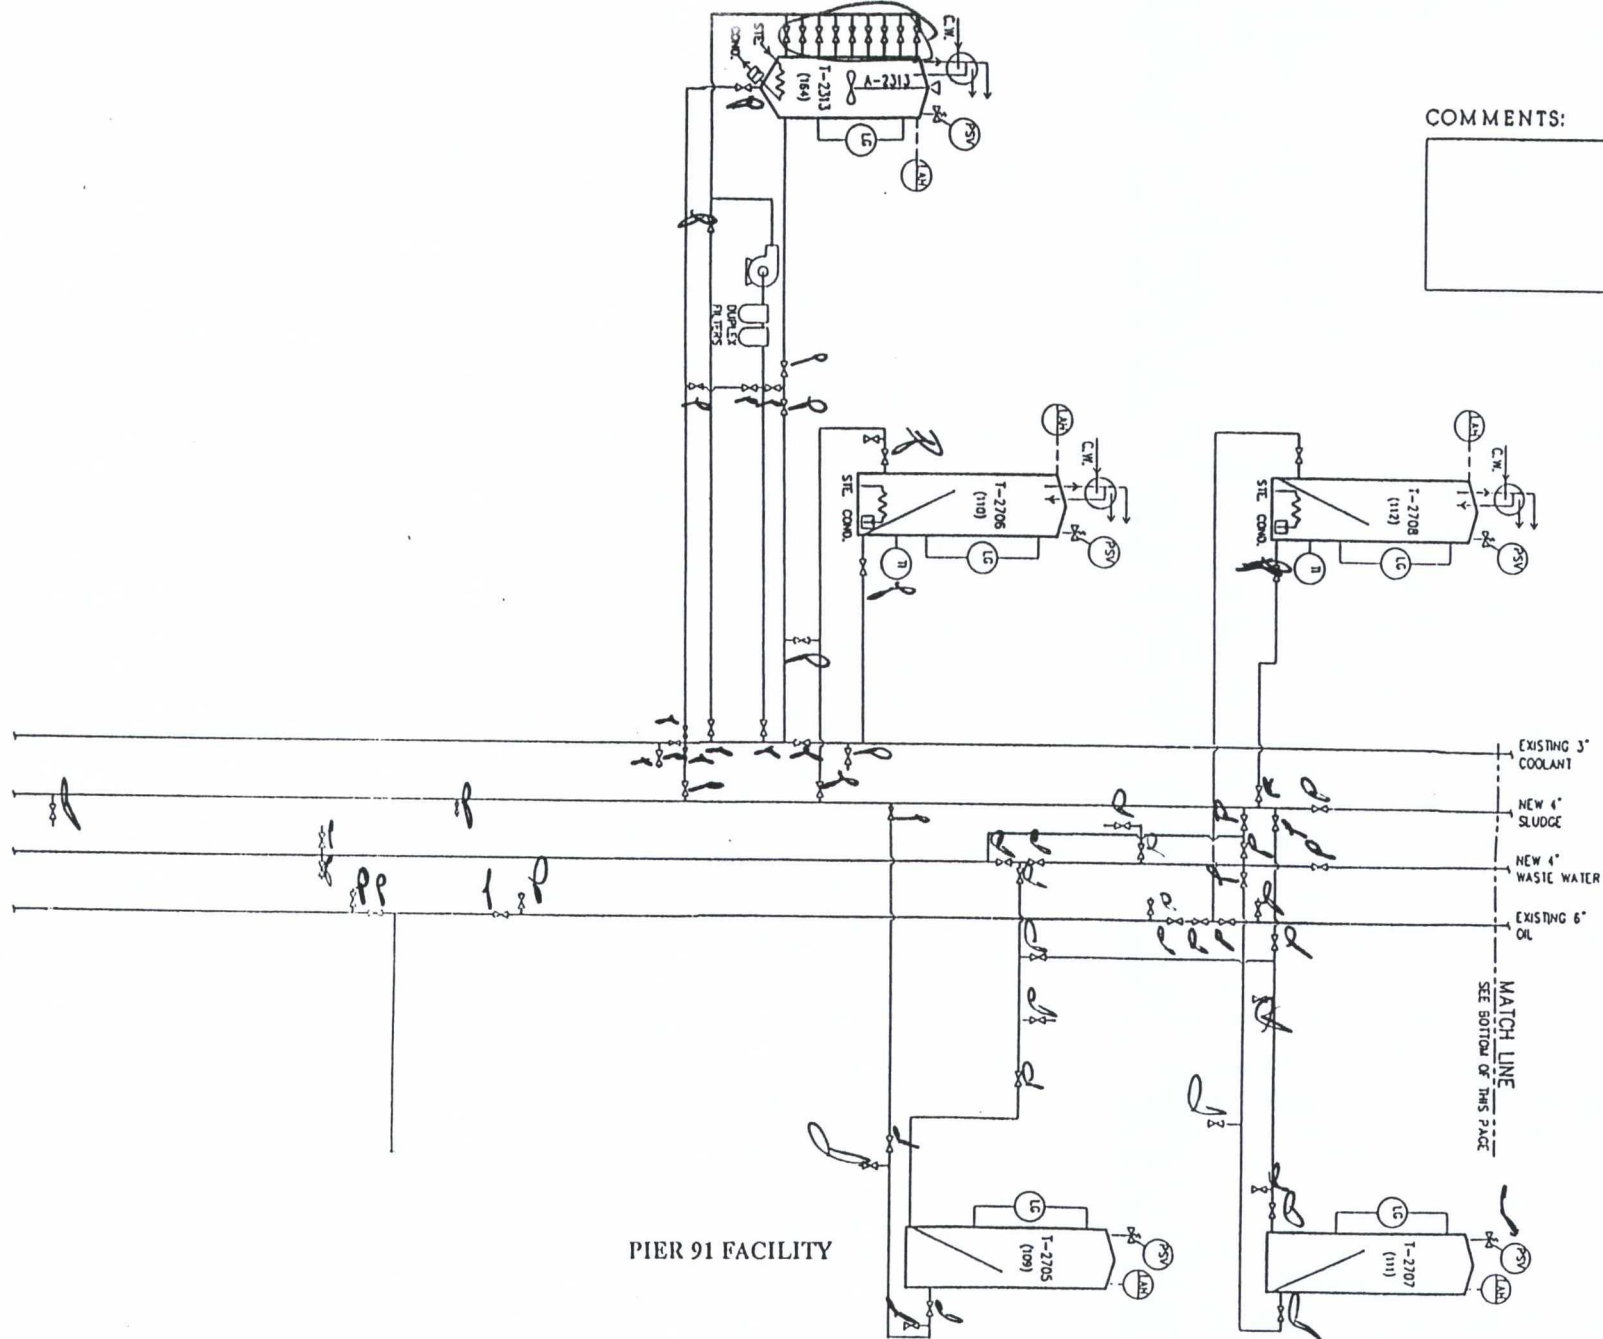 C.W.
STE.
COND.
T-2313
(164)
A-2313
PSV
LG
LAH
DUPLEX
FILTERS
COMMENTS:
LAH
C.W.
T-2706
(110)
STE. COND.
PSV
LG
TI
LAH
C.W.
T-2708
(112)
STE. COND.
PSV
LG
TI
EXISTING 3"
COOLANT
NEW 4"
SLUDGE
NEW 4"
WASTE WATER
EXISTING 6"
OIL
MATCH LINE
SEE BOTTOM OF THIS PAGE
PIER 91 FACILITY
LG
T-2705
(109)
PSV
LAH
LG
T-2707
(111)
PSV
LAH